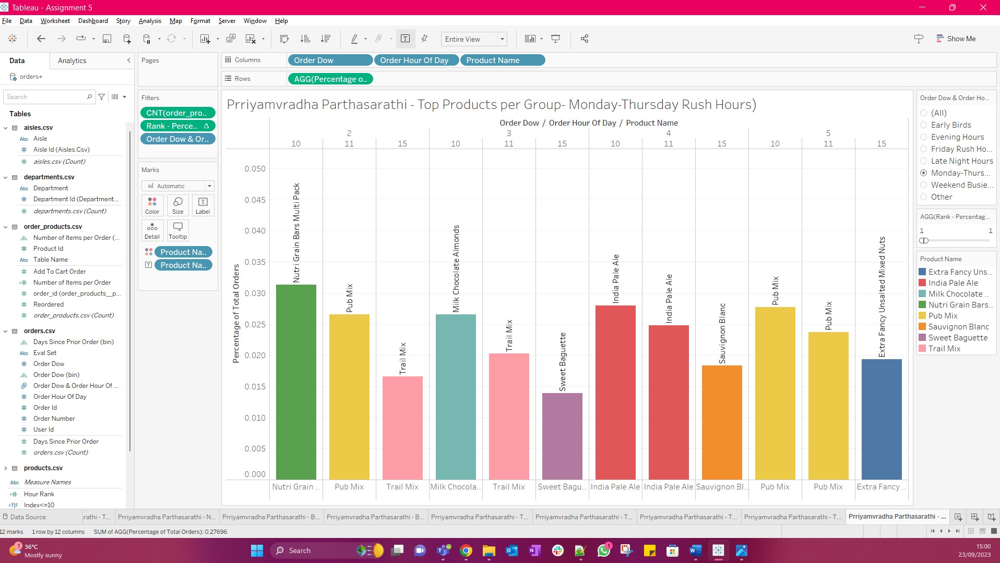 Tableau - Assignment 5
File Data Worksheet Dashboard Story Analysis Map Format Server Window Help
Entire View
Show Me
Data Analytics
orders+
Search
Tables
aisles.csv
Abc Aisle
Aisle Id (Aisles.Csv)
aisles.csv (Count)
departments.csv
Abc Department
Department Id (Department...
departments.csv (Count)
order_products.csv
Number of Items per Order (...
Product Id
Abc Table Name
Add To Cart Order
Number of Items per Order
order_id (order_products__p...
Reordered
order_products.csv (Count)
orders.csv
Days Since Prior Order (bin)
Abc Eval Set
Order Dow
Order Dow (bin)
Order Dow & Order Hour Of ...
Order Hour Of Day
Order Id
Order Number
User Id
Days Since Prior Order
orders.csv (Count)
products.csv
Abc Measure Names
Hour Rank
=T|F Index<=10
Pages
Filters
CNT(order_pro..
Rank - Perce.. Δ
Order Dow & Or..
Marks
Automatic
Color Size Label
Detail Tooltip
Product Na..
Product Na..
Columns Order Dow Order Hour Of Day Product Name
Rows AGG(Percentage o..
Prriyamvradha Parthasarathi - Top Products per Group- Monday-Thursday Rush Hours)
Order Dow / Order Hour Of Day / Product Name
2 3 4 5
10 11 15 10 11 15 10 11 15 10 11 15
Percentage of Total Orders
0.050
0.045
0.040
0.035
0.030
0.025
0.020
0.015
0.010
0.005
0.000
Nutri Grain Bars Multi Pack
Pub Mix
Trail Mix
Milk Chocolate Almonds
Trail Mix
Sweet Baguette
India Pale Ale
India Pale Ale
Sauvignon Blanc
Pub Mix
Pub Mix
Extra Fancy Unsalted Mixed Nuts
Nutri Grain .. Pub Mix Trail Mix Milk Chocola.. Trail Mix Sweet Bagu.. India Pale Ale India Pale Ale Sauvignon Bl.. Pub Mix Pub Mix Extra Fancy ..
Order Dow & Order Ho...
(All)
Early Birds
Evening Hours
Friday Rush Ho...
Late Night Hours
Monday-Thurs...
Weekend Busie...
Other
AGG(Rank - Percentag...
1 1
Product Name
Extra Fancy Uns..
India Pale Ale
Milk Chocolate ..
Nutri Grain Bars..
Pub Mix
Sauvignon Blanc
Sweet Baguette
Trail Mix
Data Source rathi - T... Prriyamvradha Parthasarathi - N... Prriyamvradha Parthasarathi - B... Prriyamvradha Parthasarathi - B... Prriyamvradha Parthasarathi - T... Prriyamvradha Parthasarathi - T... Prriyamvradha Parthasarathi - T... Prriyamvradha Parthasarathi - T... Prriyamvradha Parthasarathi - ...
12 marks 1 row by 12 columns SUM of AGG(Percentage of Total Orders): 0.27696
1 36°C
Mostly sunny
Search
1
15:00
23/09/2023